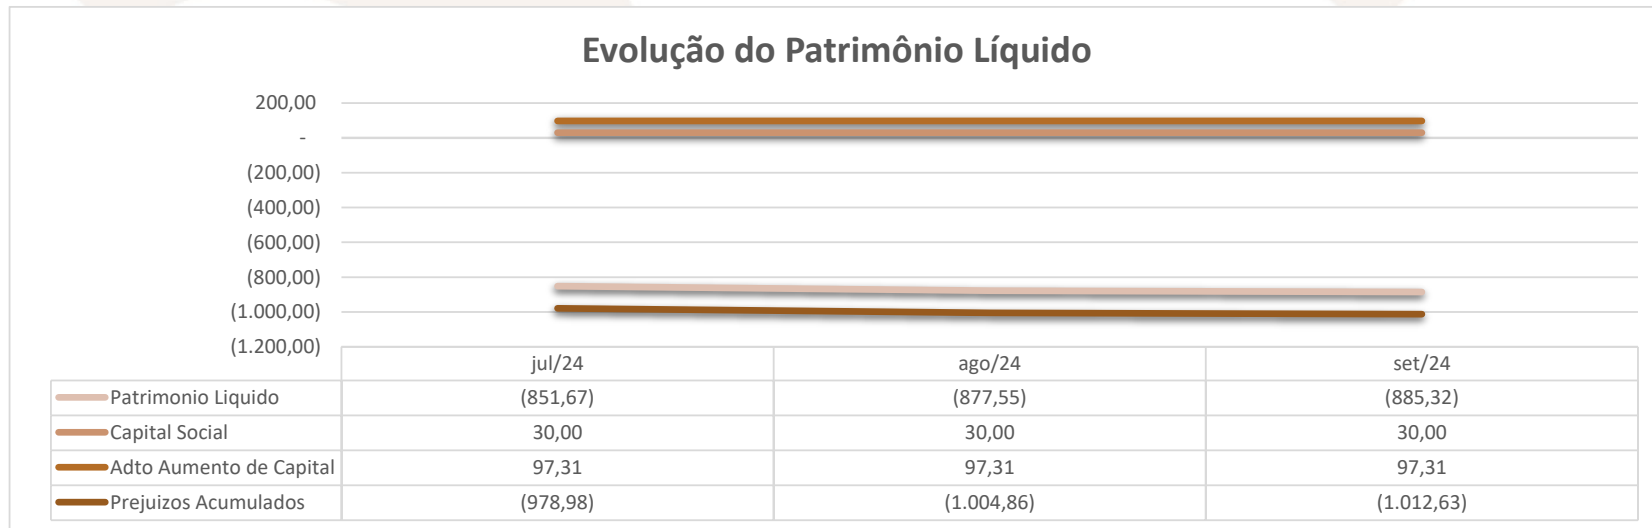 Evolução do Patrimônio Líquido
200,00
-
(200,00)
(400,00)
(600,00)
(800,00)
(1.000,00)
(1.200,00)
jul/24 ago/24 set/24
Patrimonio Liquido (851,67) (877,55) (885,32)
Capital Social 30,00 30,00 30,00
Adto Aumento de Capital 97,31 97,31 97,31
Prejuizos Acumulados (978,98) (1.004,86) (1.012,63)